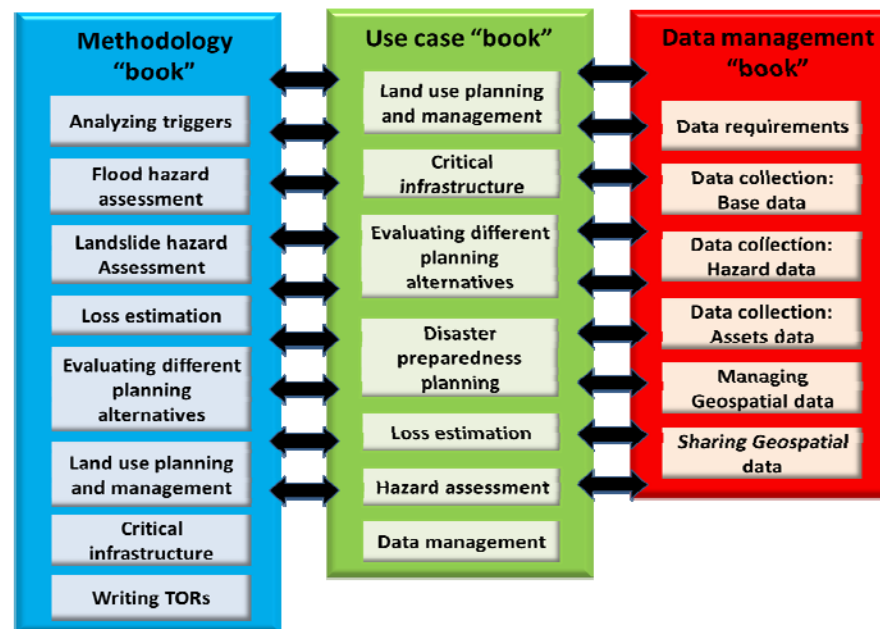 Methodology
“book”
Analyzing triggers
Flood hazard
assessment
Landslide hazard
Assessment
Loss estimation
Evaluating different
planning
alternatives
Land use planning
and management
Critical
infrastructure
Writing TORs
Use case “book”
Land use planning
and management
Critical
infrastructure
Evaluating different
planning
alternatives
Disaster
preparedness
planning
Loss estimation
Hazard assessment
Data management
Data management
“book”
Data requirements
Data collection:
Base data
Data collection:
Hazard data
Data collection:
Assets data
Managing
Geospatial data
Sharing Geospatial
data